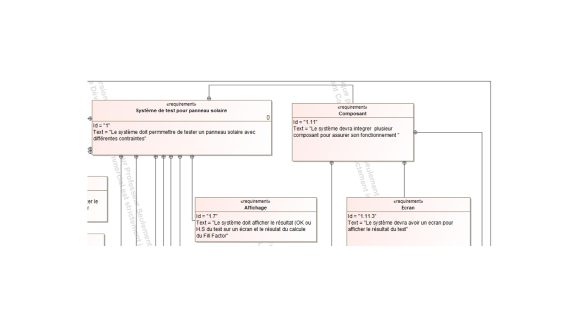 «requirement»
Système de test pour panneau solaire
Id = "1"
Text = "Le système doit permmettre de tester un panneau solaire avec
différentes contraintes"
«requirement»
Composant
Id = "1.11"
Text = "Le système devra integrer plusieur
composant pour assurer son fonctionnement "
er le
r
«requirement»
Affichage
Id = "1.7"
Text = "Le système doit afficher le résultat (OK ou
H.S du text sur un écran et le résulat du calcule
du Fill Factor"
«requirement»
Ecran
Id = "1.11.3"
Text = "Le système devra avoir un ecran pour
afficher le résultat du test"